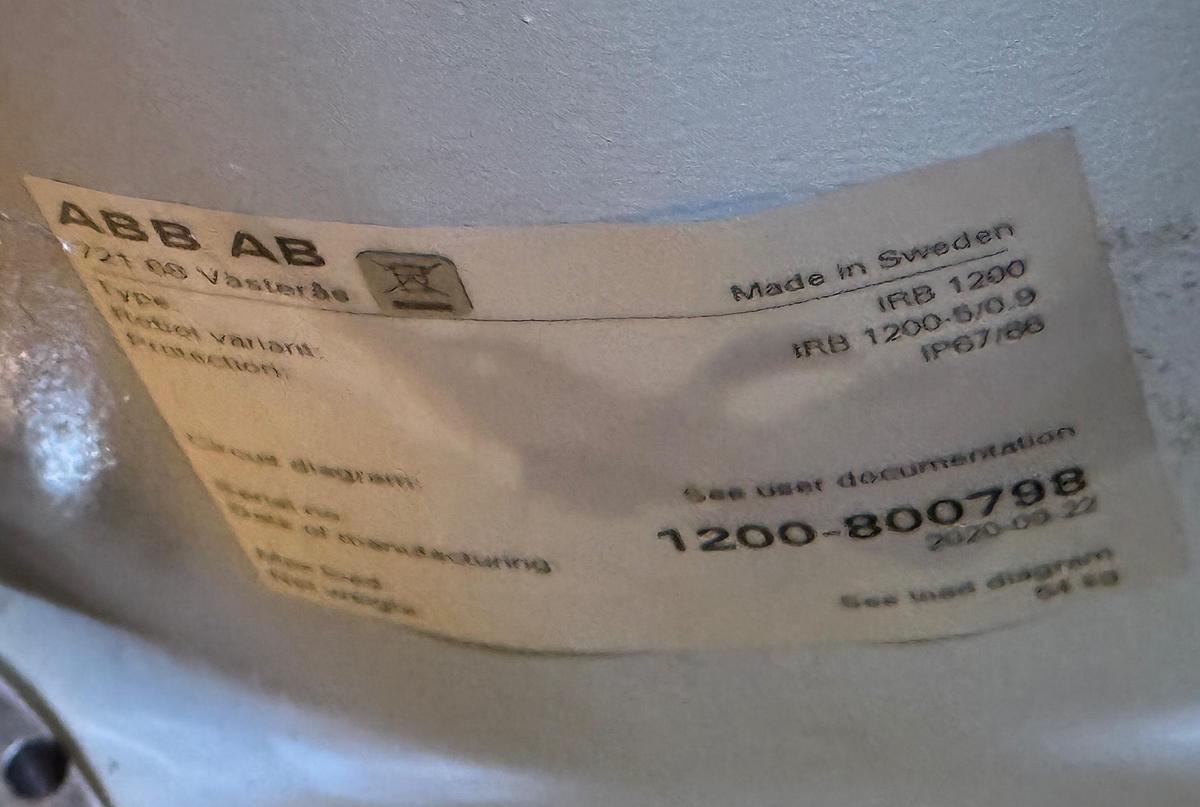 ABB AB
721 68 Västerås
Made in Sweden
Type: IRB 1200
Robot variant: IRB 1200-5/0.9
Protection: IP67/66
Circuit diagram: See user documentation
Serial no 1200-800798
Date of manufacturing 2020-09-22
Max load See load diagram
Net weight 54 kg